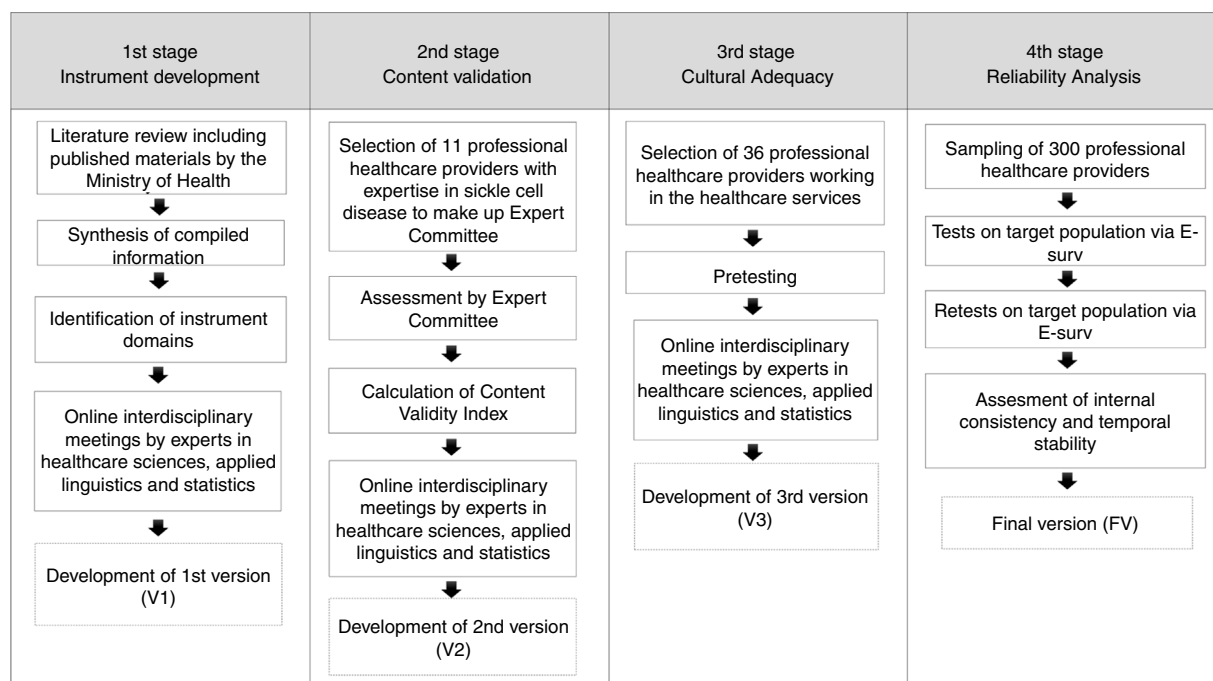 1st stage
Instrument development
Literature review including
published materials by the
Ministry of Health
Synthesis of compiled
information
Identification of instrument
domains
Online interdisciplinary
meetings by experts in
healthcare sciences, applied
linguistics and statistics
Development of 1st version
(V1)
2nd stage
Content validation
Selection of 11 professional
healthcare providers with
expertise in sickle cell
disease to make up Expert
Committee
Assessment by Expert
Committee
Calculation of Content
Validity Index
Online interdisciplinary
meetings by experts in
healthcare sciences, applied
linguistics and statistics
Development of 2nd version
(V2)
3rd stage
Cultural Adequacy
Selection of 36 professional
healthcare providers working
in the healthcare services
Pretesting
Online interdisciplinary
meetings by experts in
healthcare sciences, applied
linguistics and statistics
Development of 3rd version
(V3)
4th stage
Reliability Analysis
Sampling of 300 professional
healthcare providers
Tests on target population via E-
surv
Retests on target population via
E-surv
Assesment of internal
consistency and temporal
stability
Final version (FV)